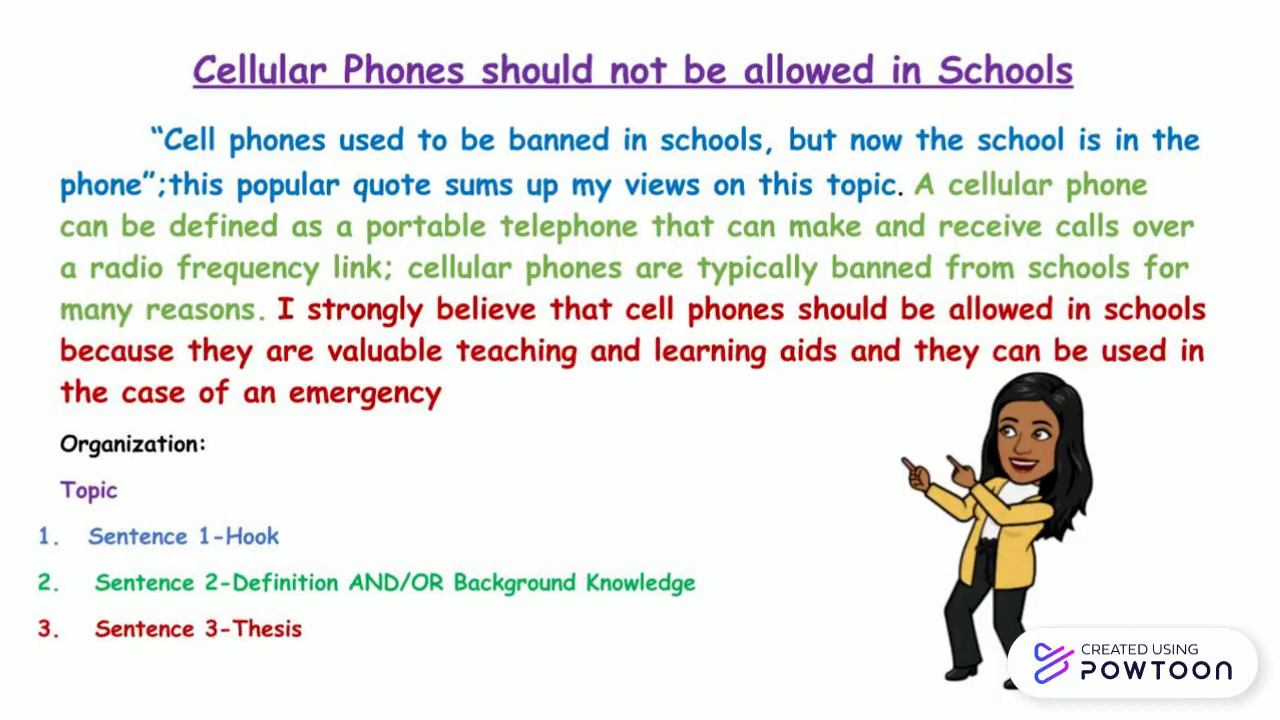 Cellular Phones should not be allowed in Schools
“Cell phones used to be banned in schools, but now the school is in the
phone”;this popular quote sums up my views on this topic. A cellular phone
can be defined as a portable telephone that can make and receive calls over
a radio frequency link; cellular phones are typically banned from schools for
many reasons. I strongly believe that cell phones should be allowed in schools
because they are valuable teaching and learning aids and they can be used in
the case of an emergency
Organization:
Topic
1. Sentence 1-Hook
2. Sentence 2-Definition AND/OR Background Knowledge
3. Sentence 3-Thesis
CREATED USING
POWTOON